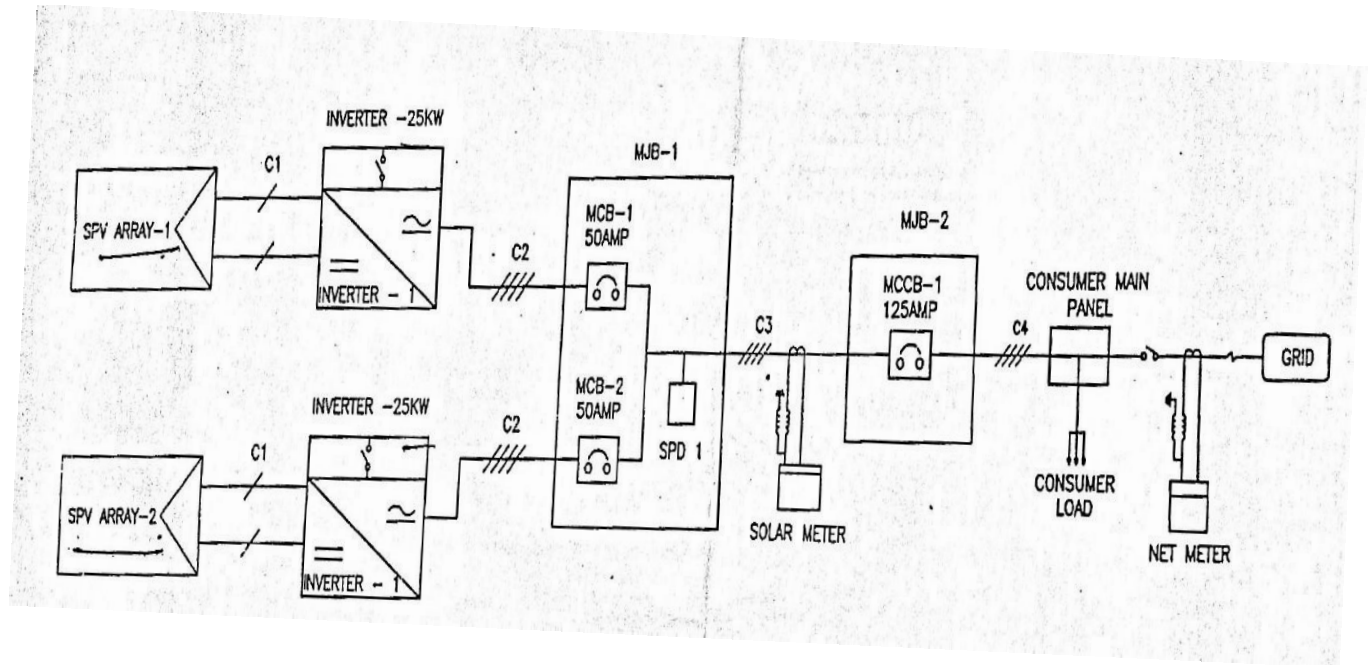 INVERTER -25KW
C1
SPV ARRAY-1
INVERTER - 1
C2
MJB-1
MCB-1
50AMP
MCB-2
50AMP
SPD 1
INVERTER -25KW
C1
SPV ARRAY-2
INVERTER - 1
C2
C3
SOLAR METER
MJB-2
MCCB-1
125AMP
C4
CONSUMER MAIN
PANEL
CONSUMER
LOAD
NET METER
GRID